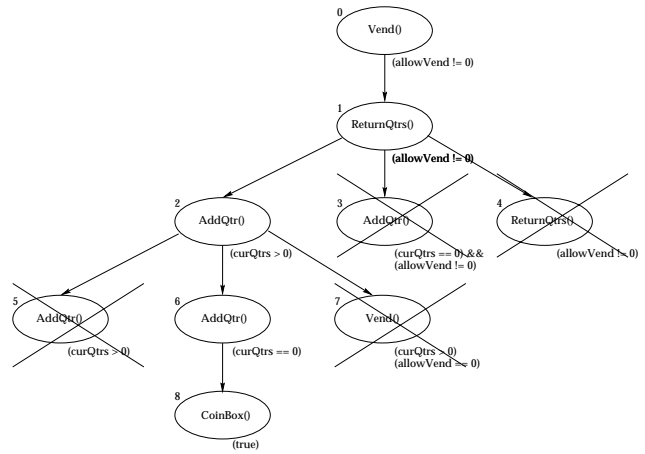 0
Vend()
(allowVend != 0)
1
ReturnQtrs()
(allowVend != 0)
2
AddQtr()
(curQtrs > 0)
3
AddQtr()
(curQtrs == 0) &&
(allowVend != 0)
4
ReturnQtrs()
(allowVend != 0)
5
AddQtr()
(curQtrs > 0)
6
AddQtr()
(curQtrs == 0)
7
Vend()
(curQtrs > 0)
(allowVend == 0)
8
CoinBox()
(true)